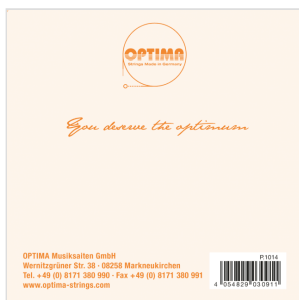 OPTIMA
Strings Made in Germany
You deserve the optimum
OPTIMA Musiksaiten GmbH
Wernitzgrüner Str. 38 · 08258 Markneukirchen
Tel. +49 (0) 8171 380 990 · Fax +49 (0) 8171 380 991
www.optima-strings.com
P.1014
4 054829 030911